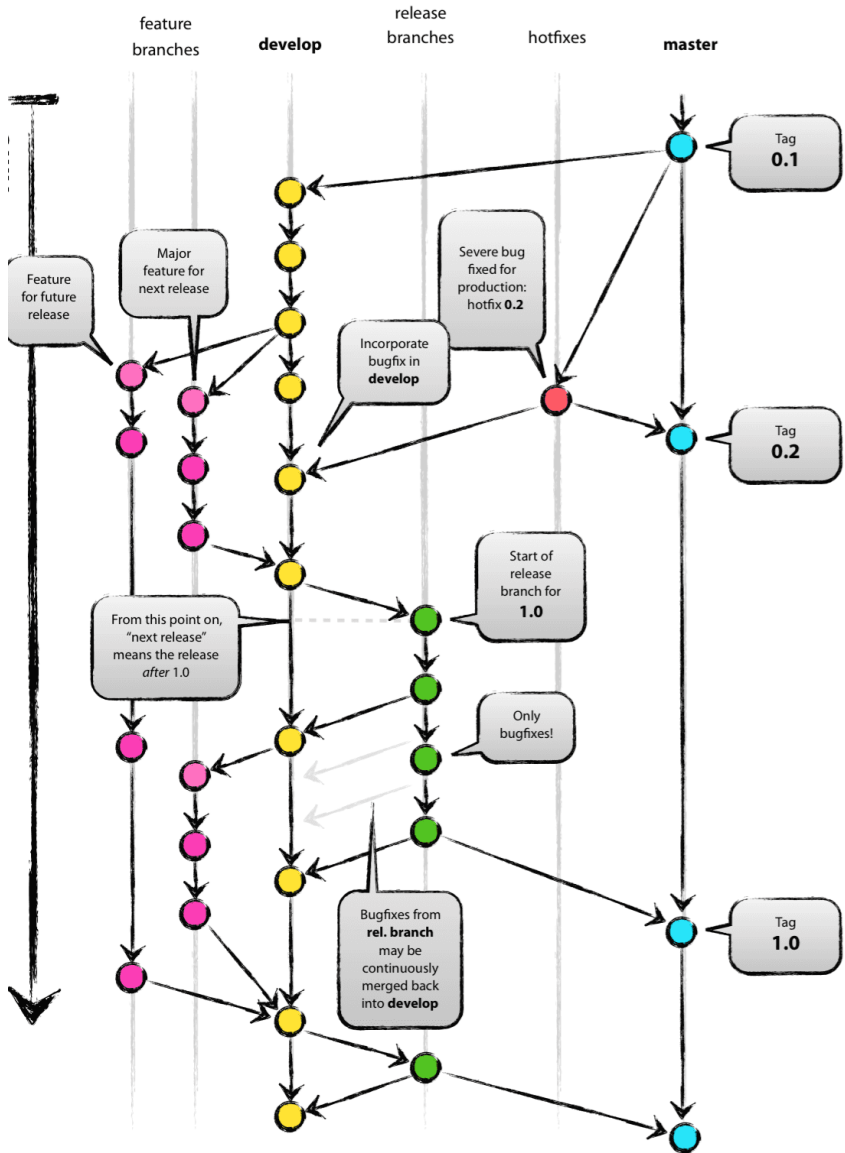 feature
branches
develop
release
branches
hotfixes
master
Tag
0.1
Major
feature for
next release
Feature
for future
release
Severe bug
fixed for
production:
hotfix 0.2
Incorporate
bugfix in
develop
Tag
0.2
Start of
release
branch for
1.0
From this point on,
“next release”
means the release
after 1.0
Only
bugfixes!
Bugfixes from
rel. branch
may be
continuously
merged back
into develop
Tag
1.0